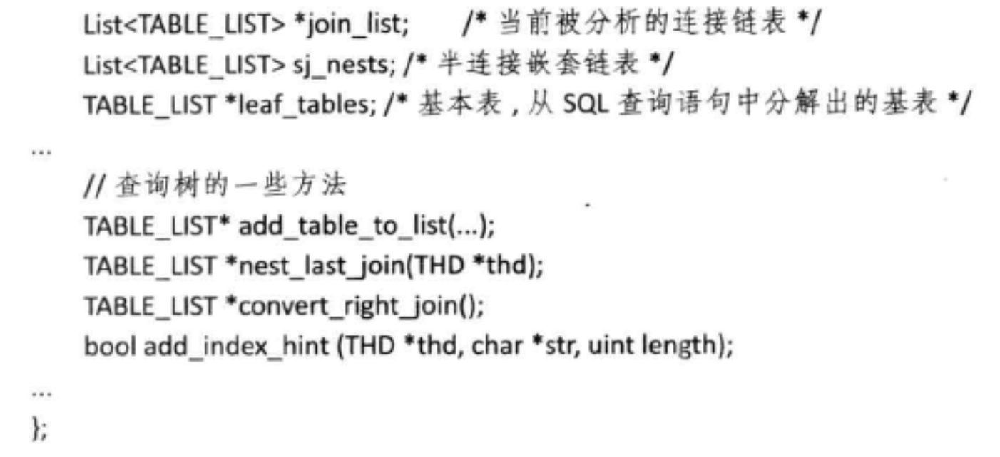 List<TABLE_LIST> *join_list; /* 当前被分析的连接链表 */
List<TABLE_LIST> sj_nests; /* 半连接嵌套链表 */
TABLE_LIST *leaf_tables; /* 基本表，从 SQL 查询语句中分解出的基表 */
...
// 查询树的一些方法
TABLE_LIST* add_table_to_list(...);
TABLE_LIST *nest_last_join(THD *thd);
TABLE_LIST *convert_right_join();
bool add_index_hint (THD *thd, char *str, uint length);
...
};